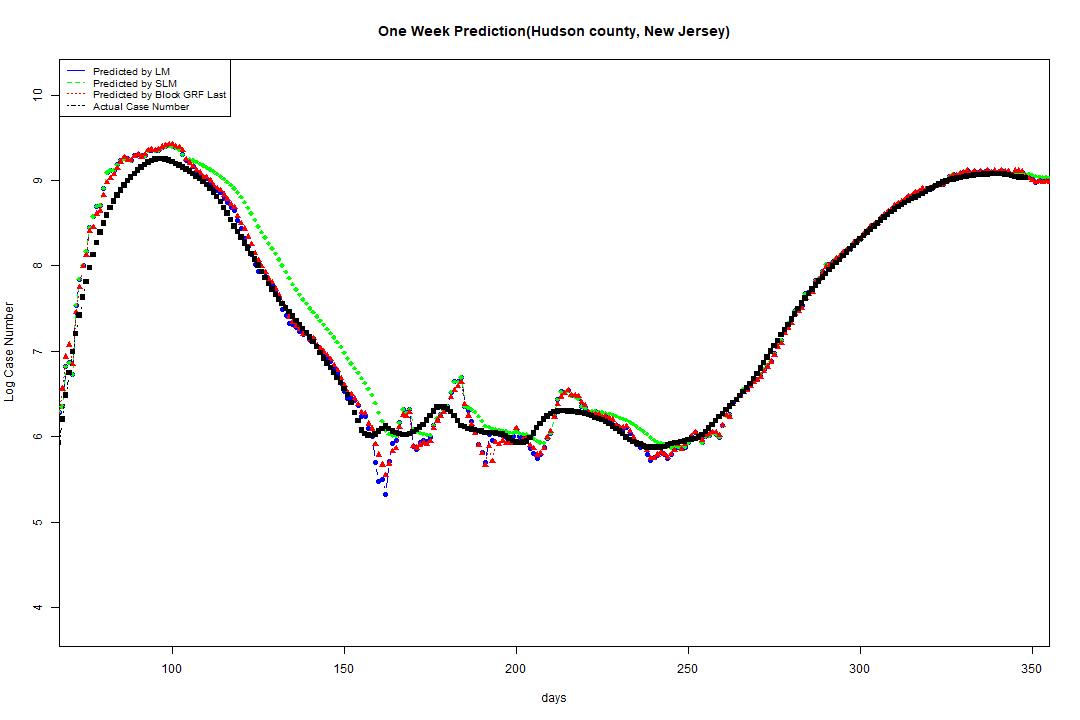 One Week Prediction(Hudson county, New Jersey)
Predicted by LM
Predicted by SLM
Predicted by Block GRF Last
Actual Case Number
10
9
8
7
6
5
4
Log Case Number
100 150 200 250 300 350
days